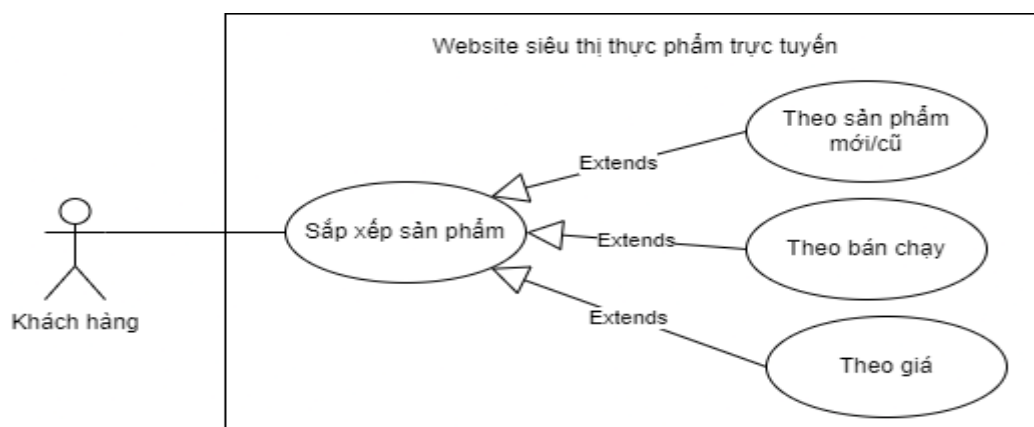 Website siêu thị thực phẩm trực tuyến
Theo sản phẩm
mới/cũ
Extends
Sắp xếp sản phẩm
Extends
Theo bán chạy
Khách hàng
Extends
Theo giá